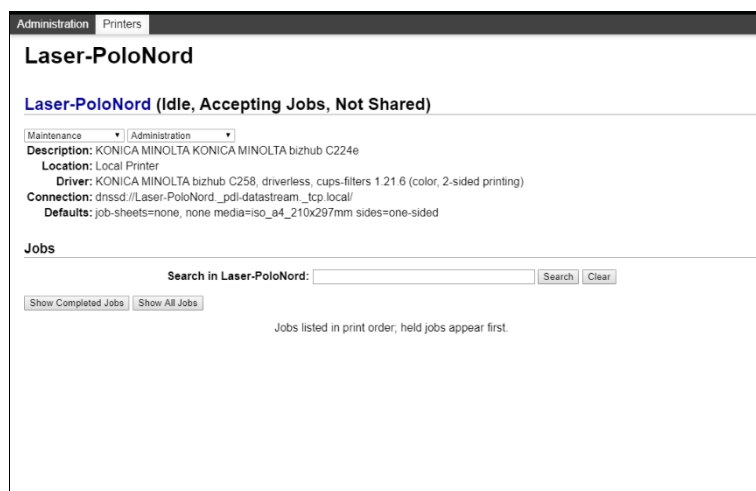 Administration Printers
Laser-PoloNord
Laser-PoloNord (Idle, Accepting Jobs, Not Shared)
Maintenance Administration
Description: KONICA MINOLTA KONICA MINOLTA bizhub C224e
Location: Local Printer
Driver: KONICA MINOLTA bizhub C258, driverless, cups-filters 1.21.6 (color, 2-sided printing)
Connection: dnssd://Laser-PoloNord._pdl-datastream._tcp.local/
Defaults: job-sheets=none, none media=iso_a4_210x297mm sides=one-sided
Jobs
Search in Laser-PoloNord: Search Clear
Show Completed Jobs Show All Jobs
Jobs listed in print order; held jobs appear first.